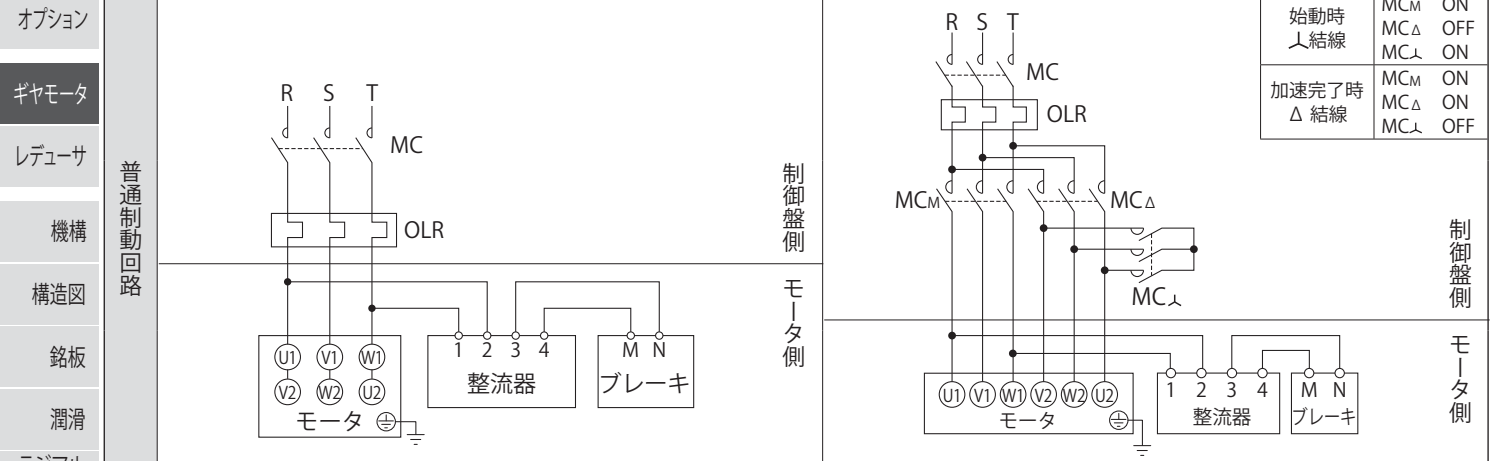 オプション
ギヤモータ
レデューサ
機構
構造図
銘板
潤滑
普通制動回路
R S T
MC
OLR
制御盤側
モータ側
U1 V1 W1
V2 W2 U2
モータ
1 2 3 4
整流器
M N
ブレーキ
R S T
MC
OLR
MCM
MCΔ
MC⅄
制御盤側
モータ側
U1 V1 W1 V2 W2 U2
モータ
1 2 3 4
整流器
M N
ブレーキ
始動時
⅄結線
MCM ON
MCΔ OFF
MC⅄ ON
加速完了時
Δ 結線
MCM ON
MCΔ ON
MC⅄ OFF